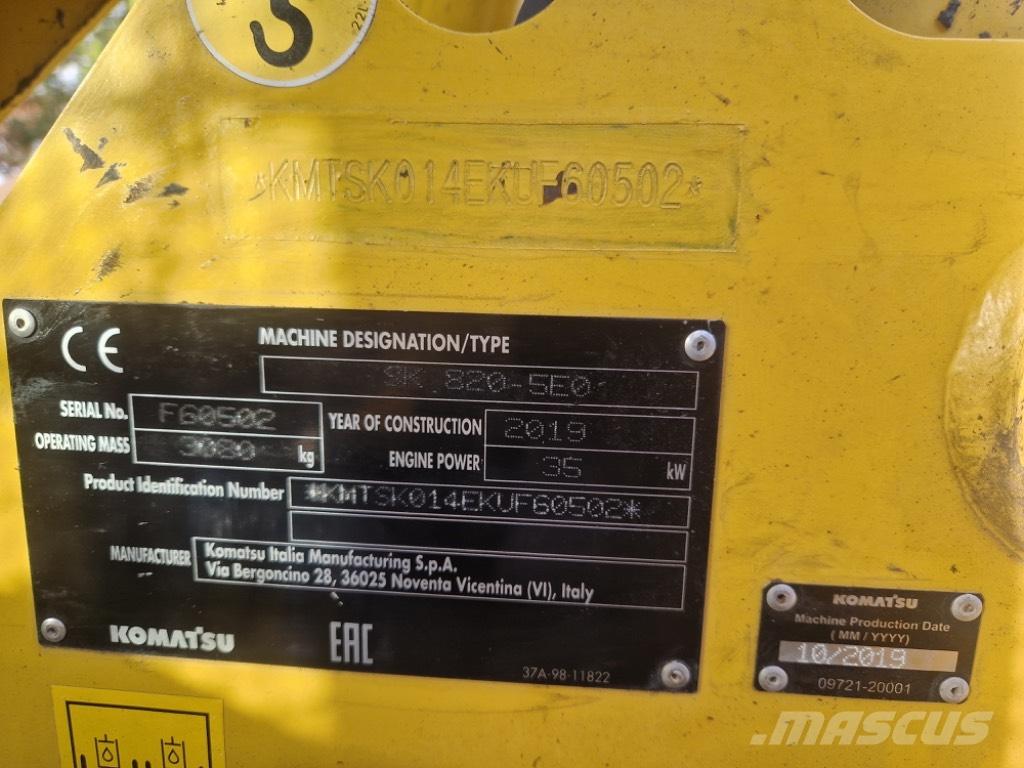 *KMTSK014EKUF60502*
CE
MACHINE DESIGNATION/TYPE
SK 820-5E0
SERIAL No. F60502
YEAR OF CONSTRUCTION 2019
OPERATING MASS 3080 kg
ENGINE POWER 35 kW
Product Identification Number *KMTSK014EKUF60502*
MANUFACTURER
Komatsu Italia Manufacturing S.p.A.
Via Bergoncino 28, 36025 Noventa Vicentina (VI), Italy
KOMATSU
EAC
37A-98-11822
KOMATSU
Machine Production Date
( MM / YYYY)
10/2019
09721-20001
MASCUS